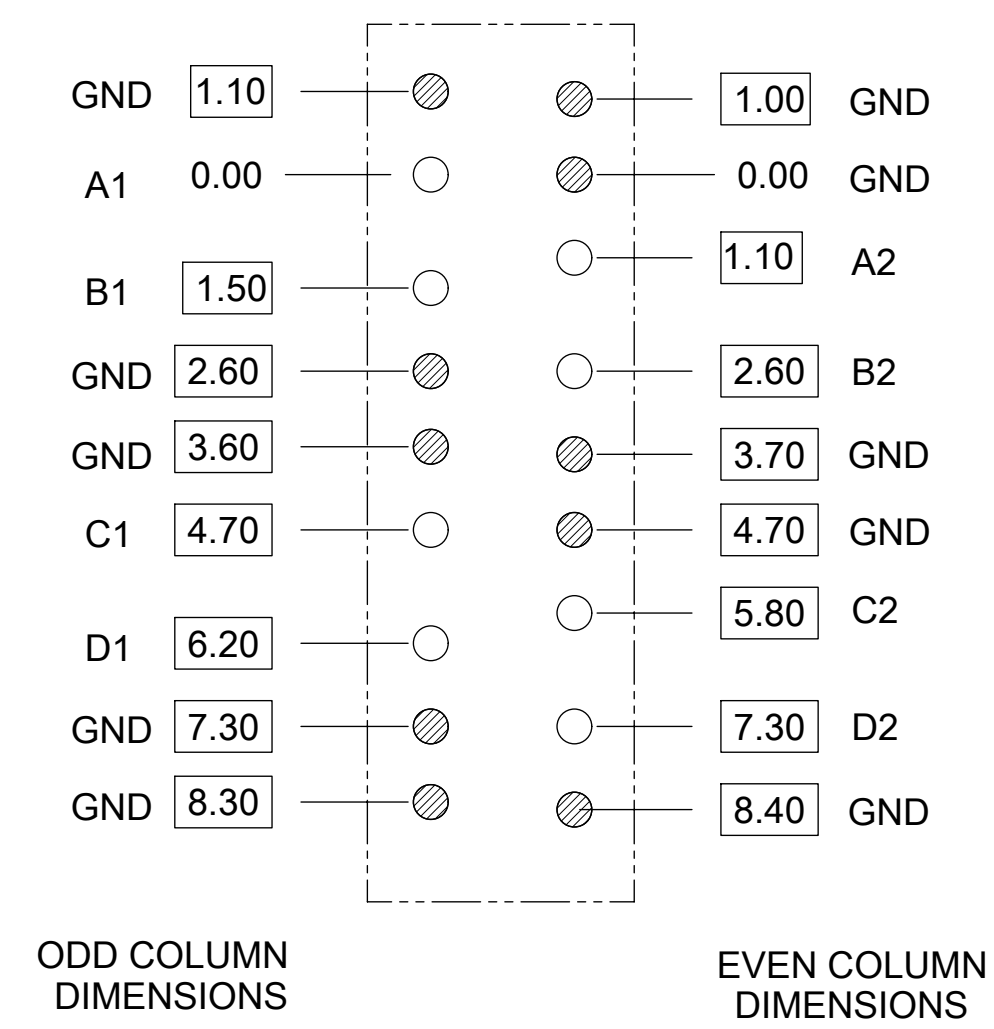 GND 1.10 1.00 GND
A1 0.00 0.00 GND
1.10 A2
B1 1.50
GND 2.60 2.60 B2
GND 3.60 3.70 GND
C1 4.70 4.70 GND
5.80 C2
D1 6.20
GND 7.30 7.30 D2
GND 8.30 8.40 GND
ODD COLUMN
DIMENSIONS
EVEN COLUMN
DIMENSIONS